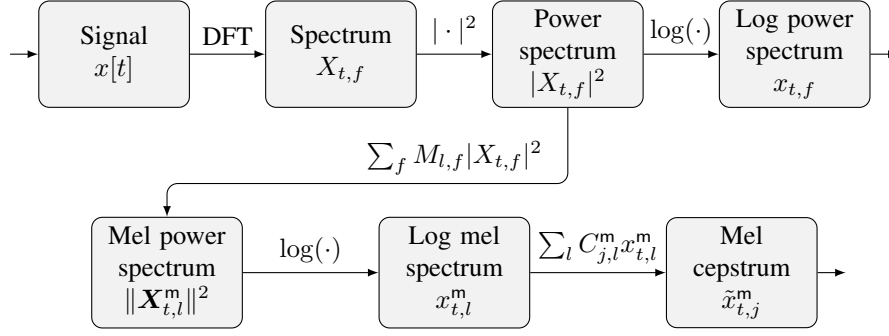 Signal
x[t]
DFT
Spectrum
X_{t,f}
|·|²
Power
spectrum
|X_{t,f}|²
log(·)
Log power
spectrum
x_{t,f}
∑_f M_{l,f}|X_{t,f}|²
Mel power
spectrum
‖X^m_{t,l}‖²
log(·)
Log mel
spectrum
x^m_{t,l}
∑_l C^m_{j,l} x^m_{t,l}
Mel
cepstrum
x̃^m_{t,j}